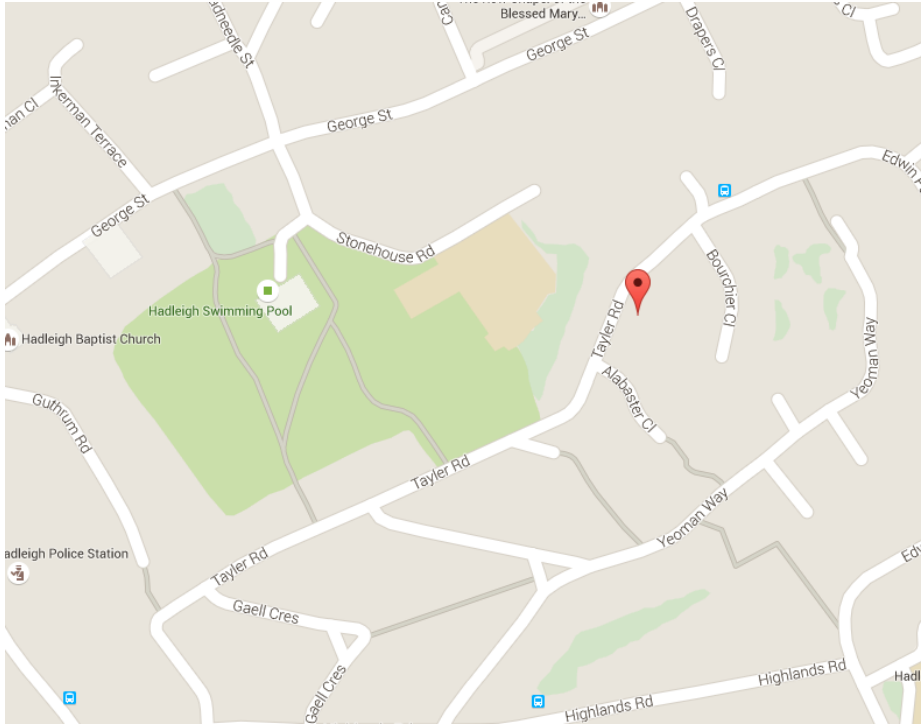 Blessed Mary...
Drapers Cl
George St
Inkerman Terrace
George St
George St
Edwin
Stonehouse Rd
Bourchier Cl
Hadleigh Swimming Pool
Hadleigh Baptist Church
Tayler Rd
Yeoman Way
Alabaster Cl
Guthrum Rd
Tayler Rd
Yeoman Way
adleigh Police Station
Tayler Rd
Gaell Cres
Gaell Cres
Highlands Rd
Highlands Rd